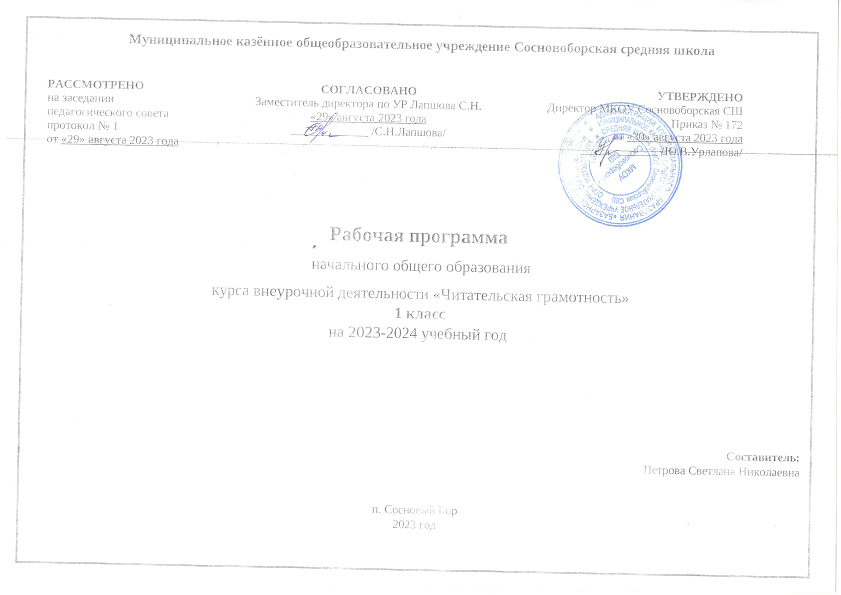 Муниципальное казённое общеобразовательное учреждение Сосновоборская средняя школа
РАССМОТРЕНО
на заседании
педагогического совета
протокол № 1
от «29» августа 2023 года
СОГЛАСОВАНО
Заместитель директора по УР Лапшова С.Н.
«29» августа 2023 года
/С.Н.Лапшова/
УТВЕРЖДЕНО
Директор МКОУ Сосновоборская СШ
Приказ № 172
от «30» августа 2023 года
/Ю.В.Урлапова/
Рабочая программа
начального общего образования
курса внеурочной деятельности «Читательская грамотность»
1 класс
на 2023-2024 учебный год
Составитель:
Петрова Светлана Николаевна
п. Сосновый Бор
2023 год